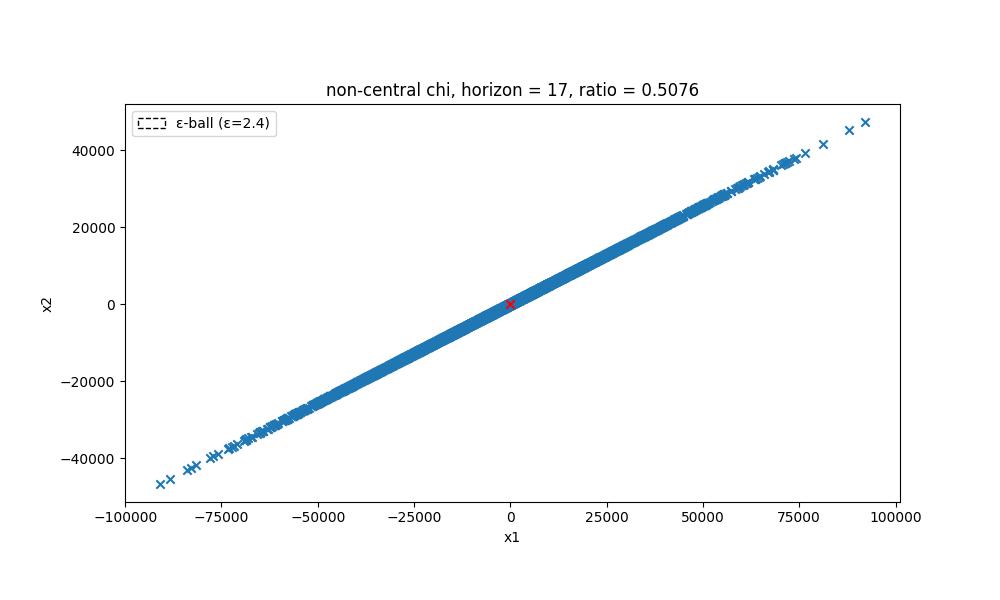 non-central chi, horizon = 17, ratio = 0.5076
ε-ball (ε=2.4)
40000
20000
0
−20000
−40000
x2
−100000 −75000 −50000 −25000 0 25000 50000 75000 100000
x1